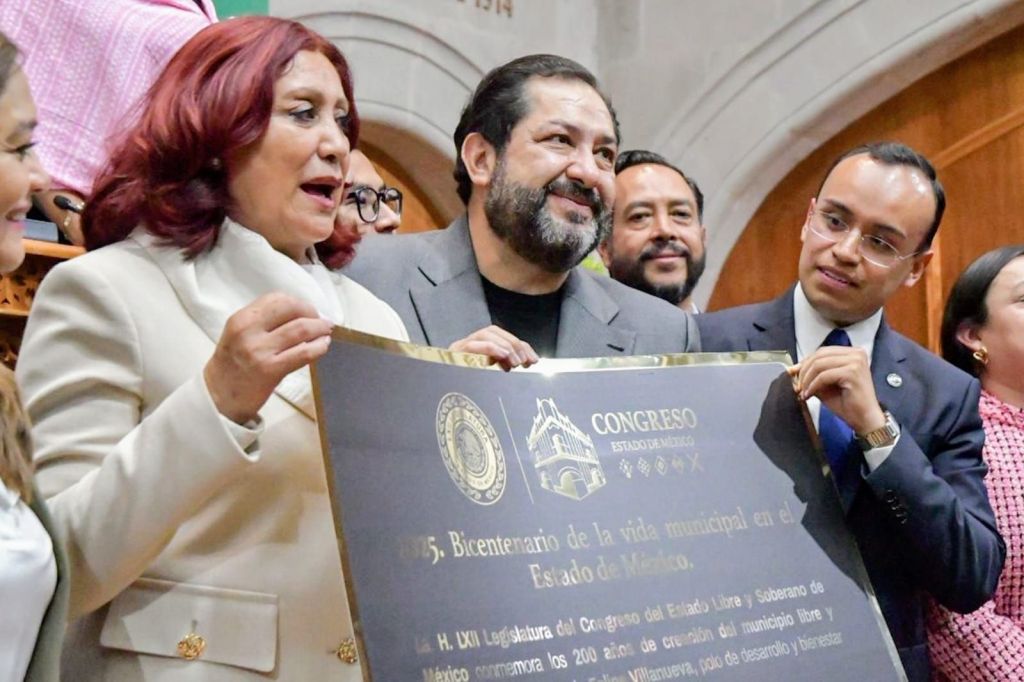 1914
CONGRESO
ESTADO DE MÉXICO
2025. Bicentenario de la vida municipal en el
Estado de México.
La H. LXII Legislatura del Congreso del Estado Libre y Soberano de
México conmemora los 200 años de creación del municipio libre y
Villanueva, polo de desarrollo y bienestar